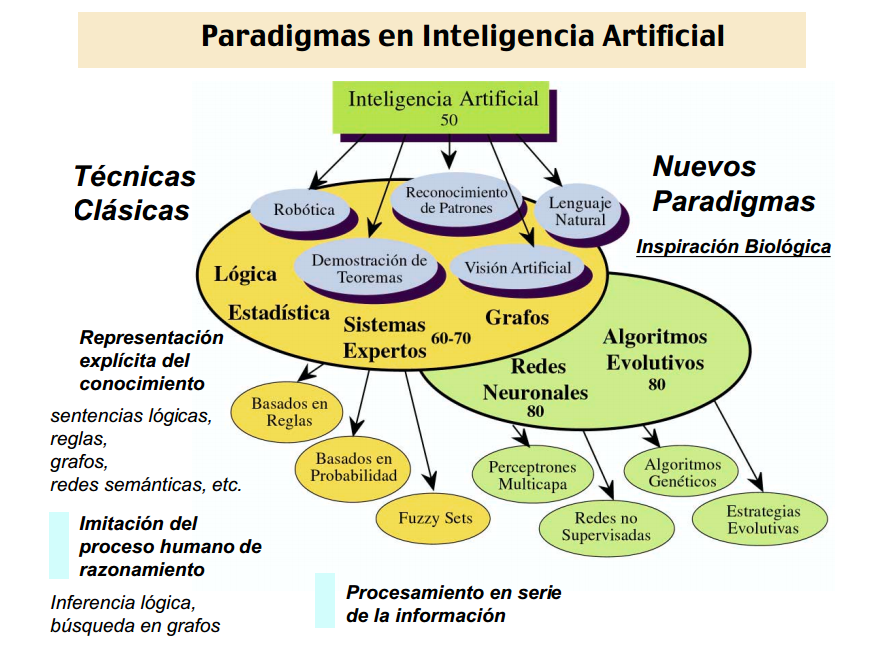 Paradigmas en Inteligencia Artificial
Inteligencia Artificial
50
Técnicas
Clásicas
Nuevos
Paradigmas
Inspiración Biológica
Robótica
Reconocimiento
de Patrones
Lenguaje
Natural
Demostración de
Teoremas
Visión Artificial
Lógica
Estadística
Sistemas
Expertos 60-70
Grafos
Redes
Neuronales
80
Algoritmos
Evolutivos
80
Representación
explícita del
conocimiento
sentencias lógicas,
reglas,
grafos,
redes semánticas, etc.
Basados en
Reglas
Basados en
Probabilidad
Fuzzy Sets
Perceptrones
Multicapa
Redes no
Supervisadas
Algoritmos
Genéticos
Estrategias
Evolutivas
Imitación del
proceso humano de
razonamiento
Inferencia lógica,
búsqueda en grafos
Procesamiento en serie
de la información